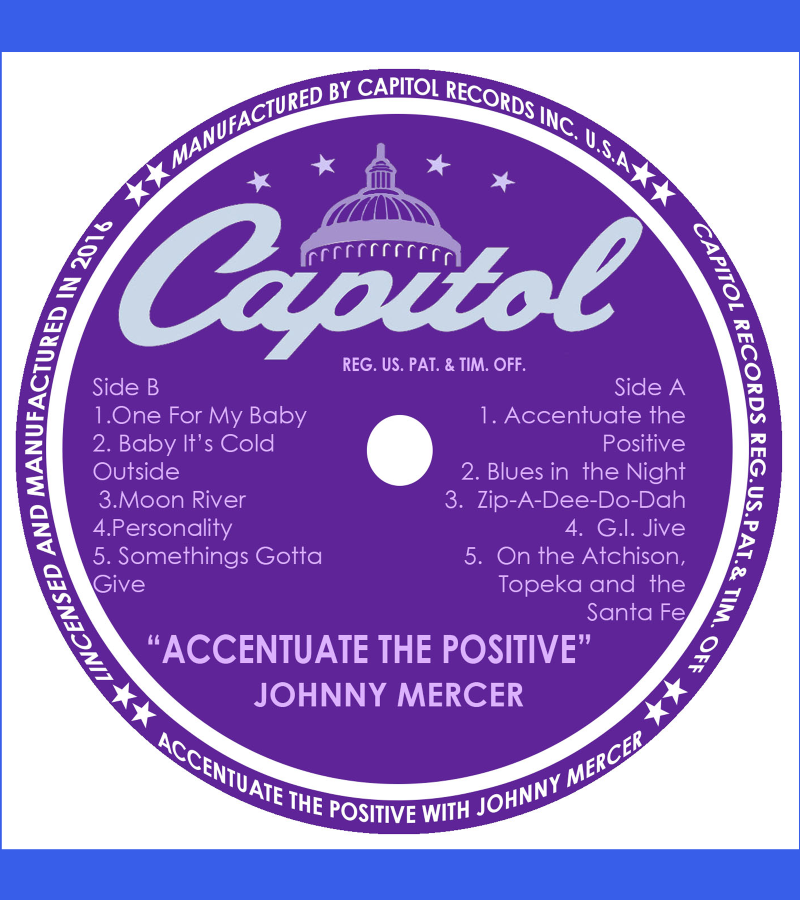 MANUFACTURED BY CAPITOL RECORDS INC. U.S.A
CAPITOL RECORDS REG.US.PAT.& TIM. OFF
LINCENSED AND MANUFACTURED IN 2016
Capitol
REG. US. PAT. & TIM. OFF.
Side B
1.One For My Baby
2. Baby It’s Cold
Outside
3.Moon River
4.Personality
5. Somethings Gotta
Give
Side A
1. Accentuate the
Positive
2. Blues in the Night
3. Zip-A-Dee-Do-Dah
4. G.I. Jive
5. On the Atchison,
Topeka and the
Santa Fe
“ACCENTUATE THE POSITIVE”
JOHNNY MERCER
ACCENTUATE THE POSITIVE WITH JOHNNY MERCER